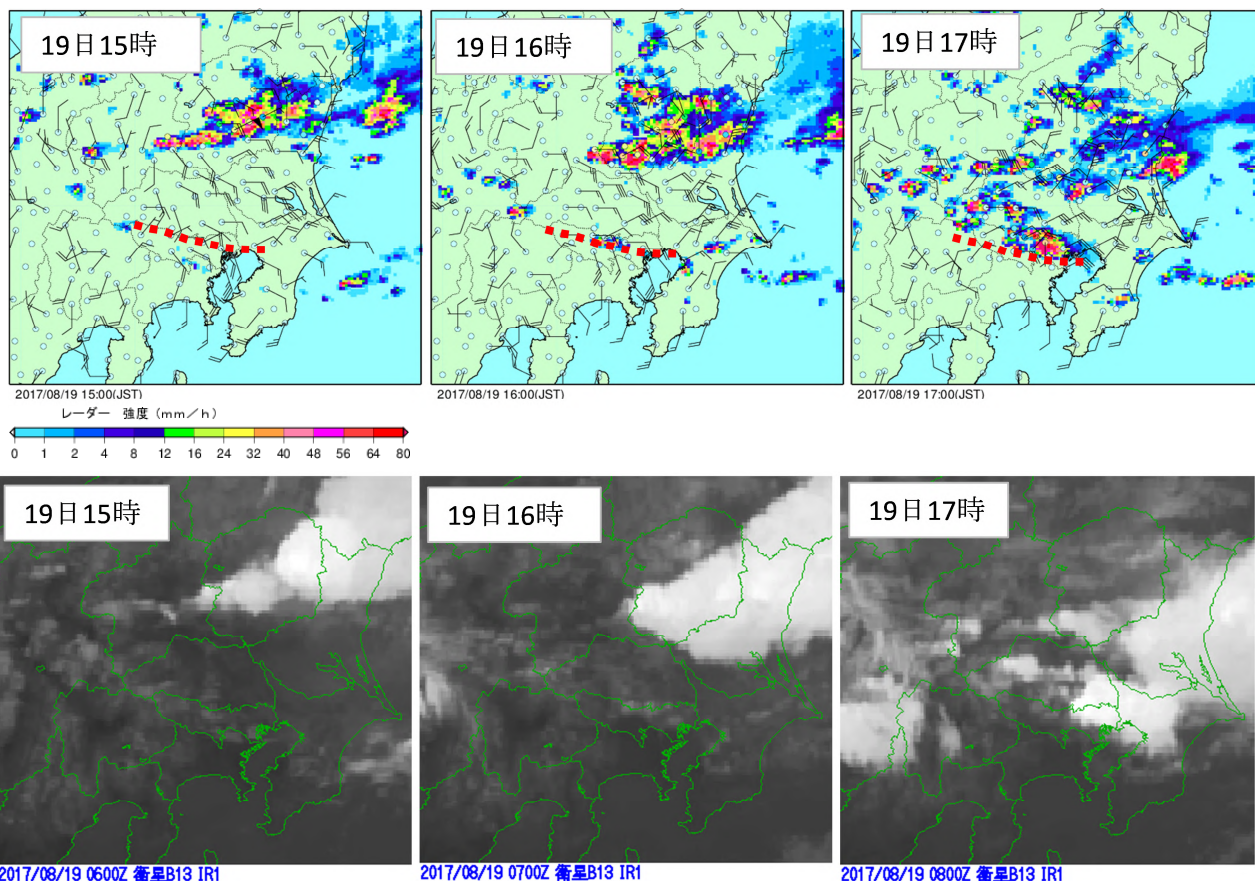 19日15時
19日16時
19日17時
2017/08/19 15:00(JST)
2017/08/19 16:00(JST)
2017/08/19 17:00(JST)
レーダー 強度 (mm/h)
0 1 2 4 8 12 16 24 32 40 48 56 64 80
19日15時
19日16時
19日17時
2017/08/19 0600Z 衛星B13 IR1
2017/08/19 0700Z 衛星B13 IR1
2017/08/19 0800Z 衛星B13 IR1